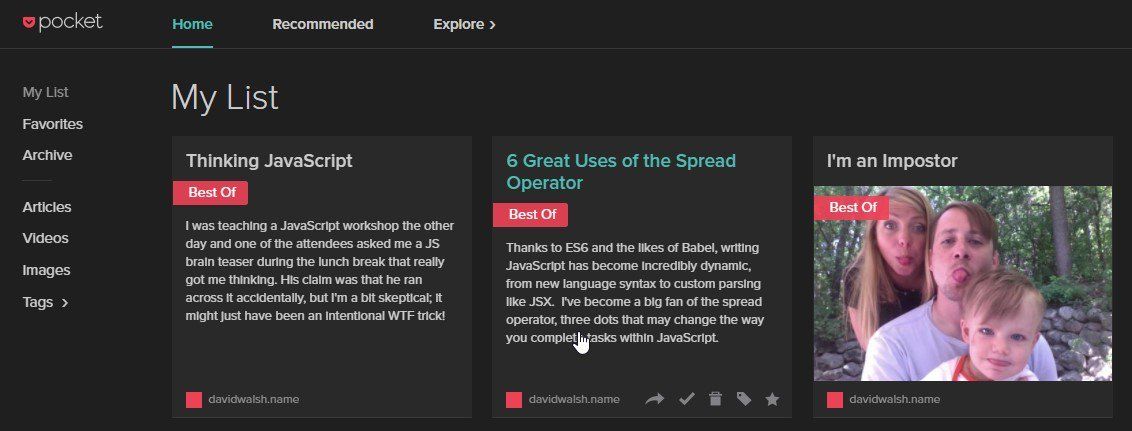 pocket
Home
Recommended
Explore ›
My List
Favorites
Archive
Articles
Videos
Images
Tags ›
My List
Thinking JavaScript
Best Of
I was teaching a JavaScript workshop the other
day and one of the attendees asked me a JS
brain teaser during the lunch break that really
got me thinking. His claim was that he ran
across it accidentally, but I'm a bit skeptical; it
might just have been an intentional WTF trick!
davidwalsh.name
6 Great Uses of the Spread
Operator
Best Of
Thanks to ES6 and the likes of Babel, writing
JavaScript has become incredibly dynamic,
from new language syntax to custom parsing
like JSX. I've become a big fan of the spread
operator, three dots that may change the way
you complete tasks within JavaScript.
davidwalsh.name
I'm an Impostor
Best Of
davidwalsh.name